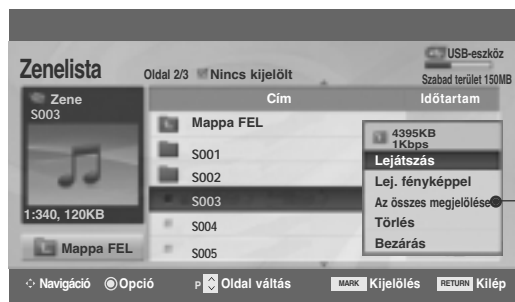 USB-eszköz
Zenelista
Oldal 2/3
Nincs kijelölt
Szabad terület 150MB
Zene
S003
Cím
Időtartam
Mappa FEL
S001
S002
S003
S004
S005
4395KB
1Kbps
Lejátszás
Lej. fényképpel
Az összes megjelölése
Törlés
Bezárás
1:340, 120KB
Mappa FEL
Navigáció
Opció
P
Oldal váltás
MARK
Kijelölés
RETURN
Kilép